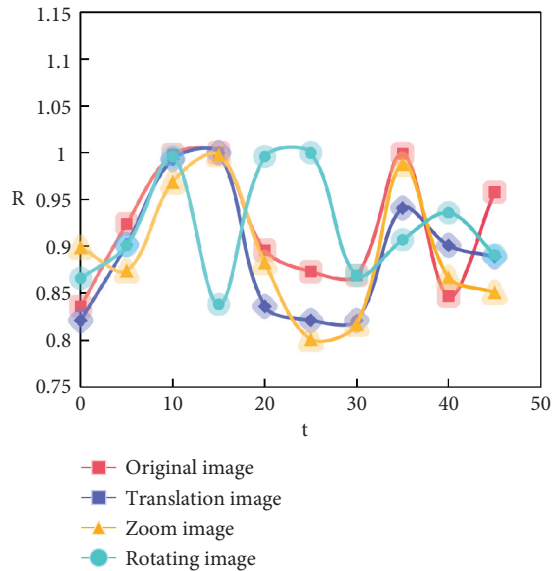 1.15
1.1
1.05
1
R
0.95
0.9
0.85
0.8
0.75
0
10
20
30
40
50
t
Original image
Translation image
Zoom image
Rotating image